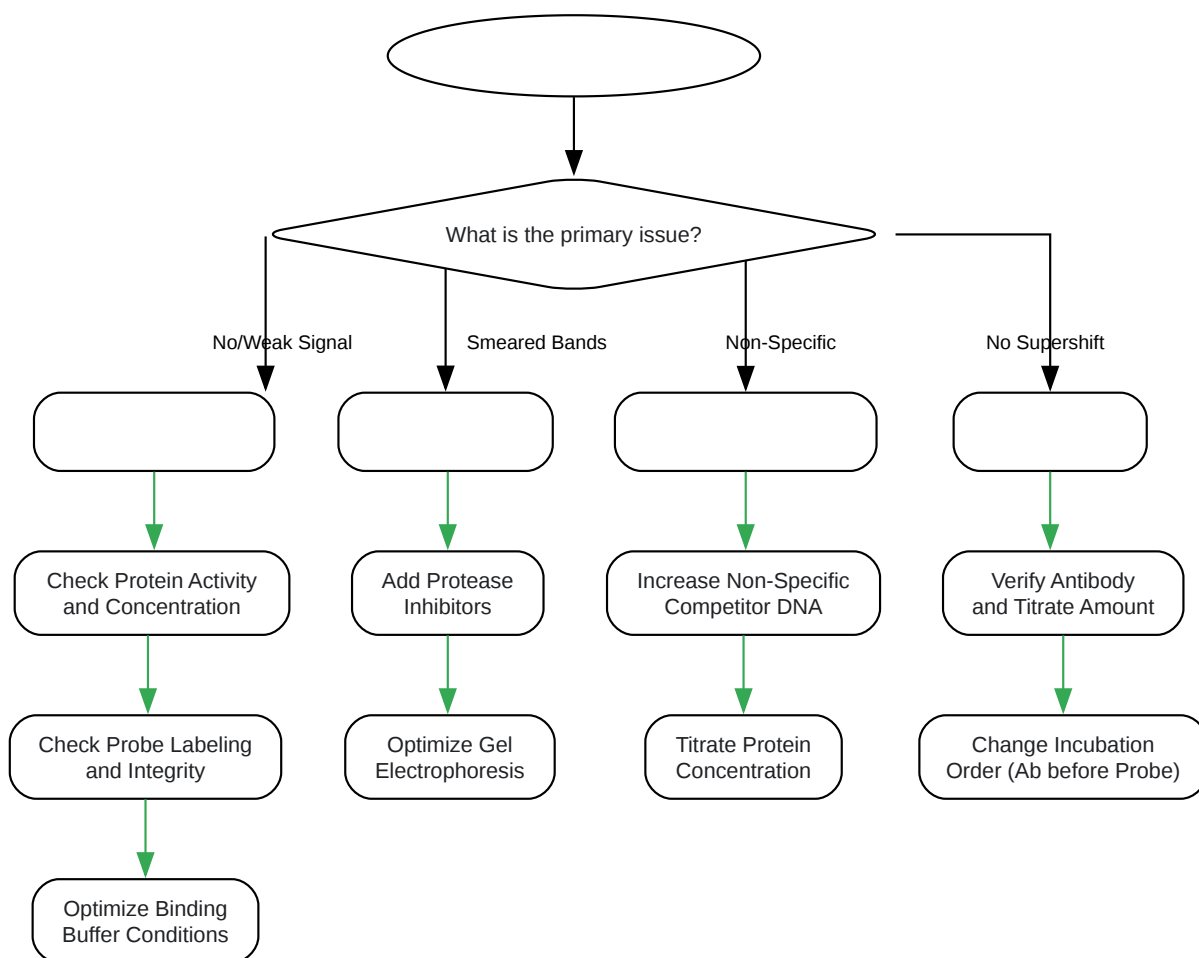 What is the primary issue?
No/Weak Signal
Smeared Bands
Non-Specific
No Supershift
Check Protein Activity
and Concentration
Add Protease
Inhibitors
Increase Non-Specific
Competitor DNA
Verify Antibody
and Titrate Amount
Check Probe Labeling
and Integrity
Optimize Gel
Electrophoresis
Titrate Protein
Concentration
Change Incubation
Order (Ab before Probe)
Optimize Binding
Buffer Conditions